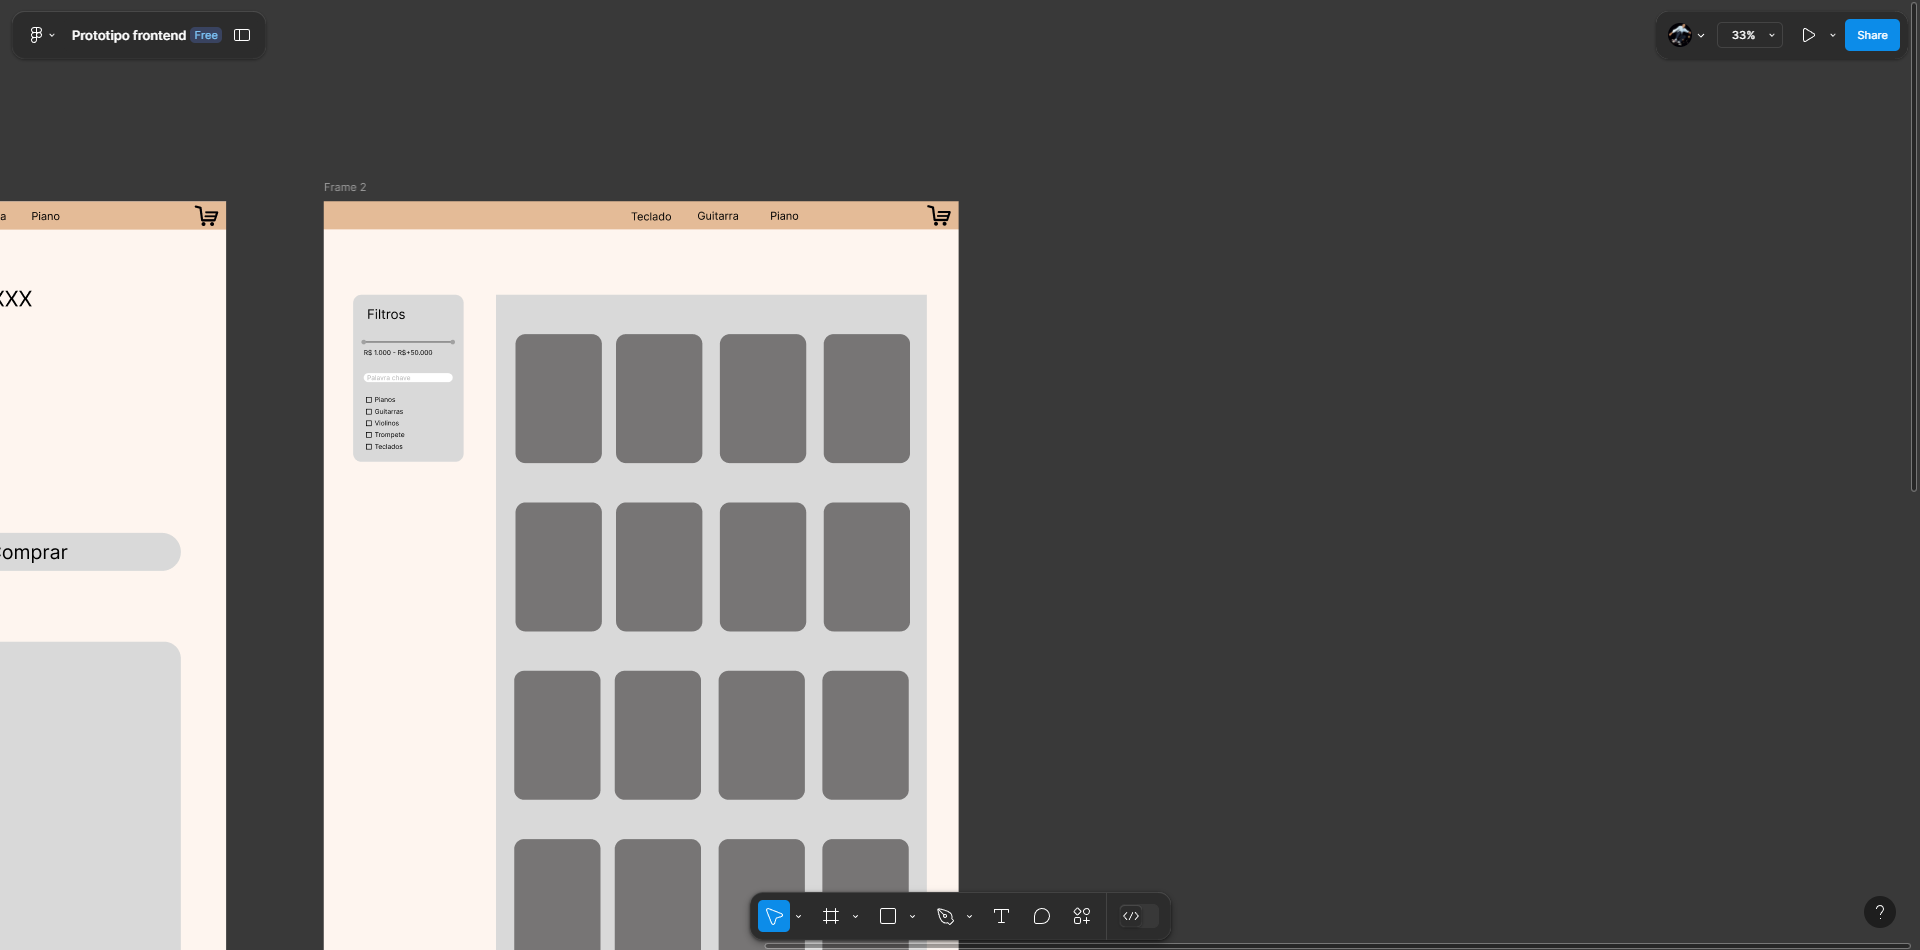 Prototipo frontend Free
33%
Share
Frame 2
a Piano
Teclado Guitarra Piano
XXX
Filtros
R$ 1.000 - R$+50.000
Palavra chave
Pianos
Guitarras
Violinos
Trompete
Teclados
omprar
?